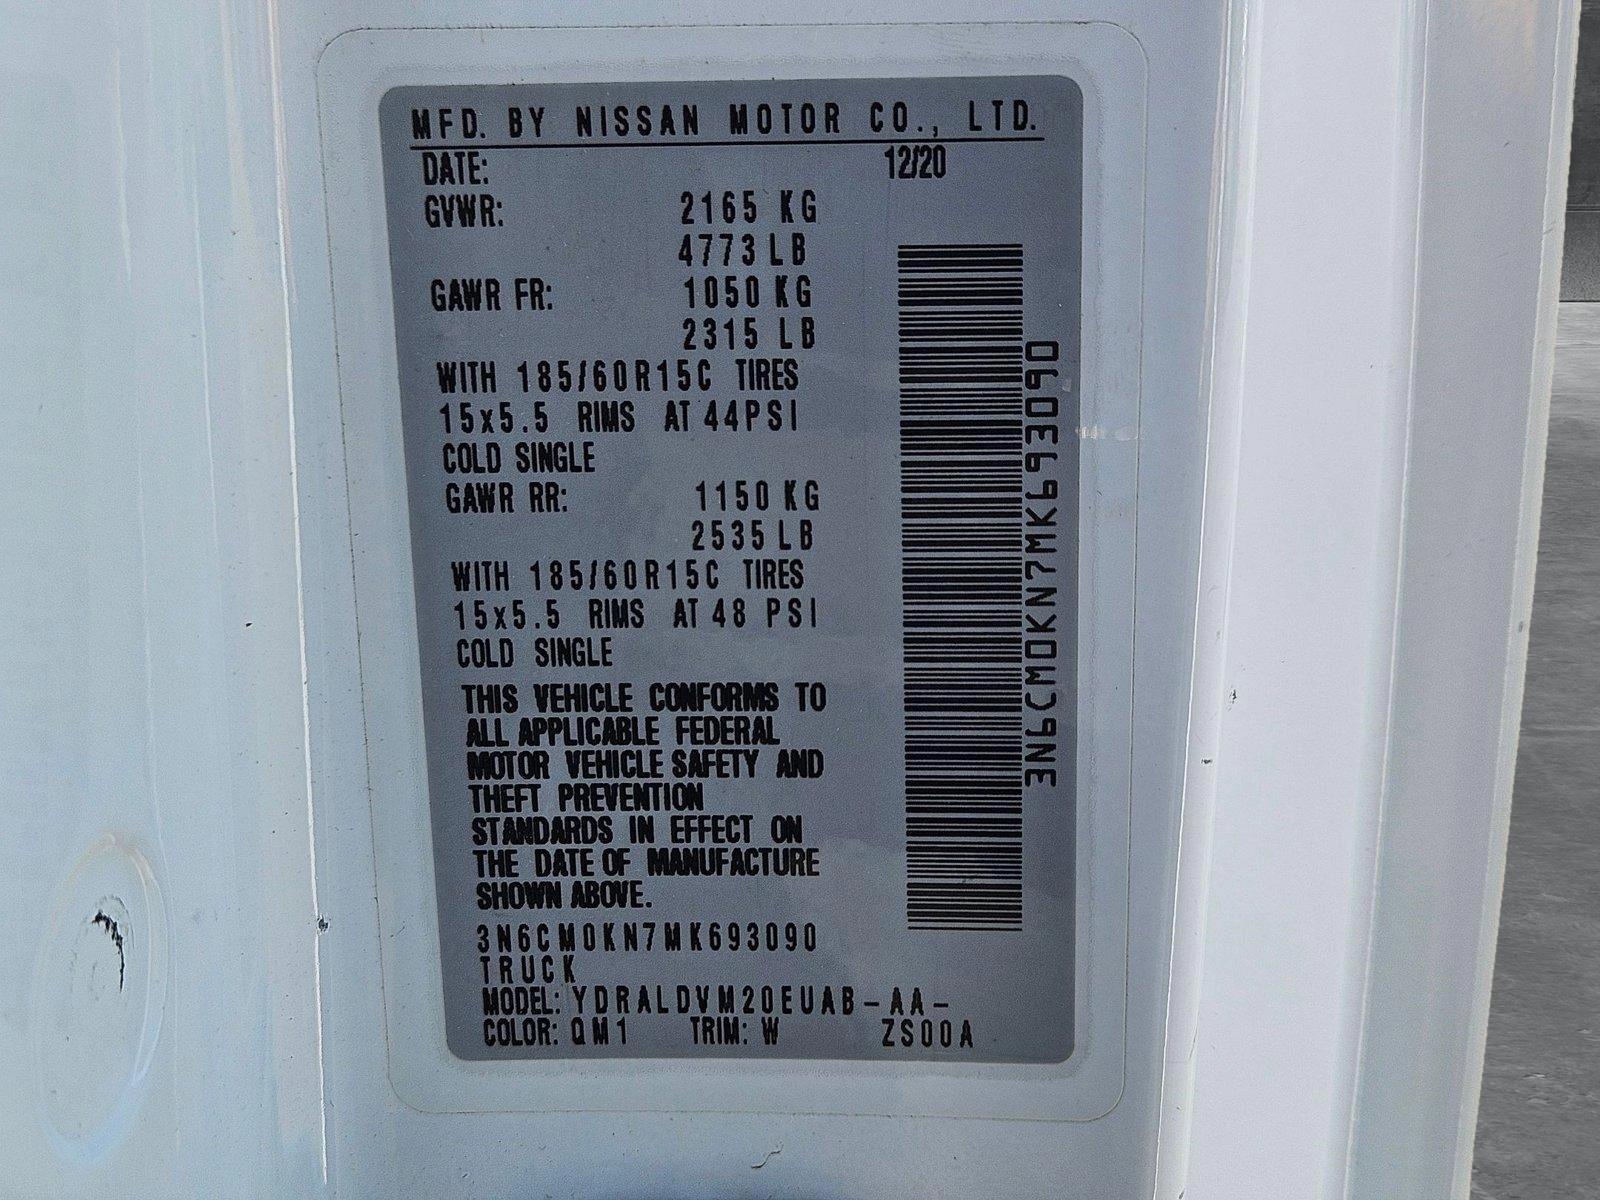 MFD. BY NISSAN MOTOR CO., LTD.
DATE: 12/20
GVWR: 2165 KG
4773 LB
GAWR FR: 1050 KG
2315 LB
WITH 185/60R15C TIRES
15x5.5 RIMS AT 44PSI
COLD SINGLE
GAWR RR: 1150 KG
2535 LB
WITH 185/60R15C TIRES
15x5.5 RIMS AT 48 PSI
COLD SINGLE
THIS VEHICLE CONFORMS TO
ALL APPLICABLE FEDERAL
MOTOR VEHICLE SAFETY AND
THEFT PREVENTION
STANDARDS IN EFFECT ON
THE DATE OF MANUFACTURE
SHOWN ABOVE.
3N6CM0KN7MK693090
TRUCK
MODEL: YDRALDVM20EUAB-AA-
COLOR: QM1 TRIM: W ZS00A
3N6CM0KN7MK693090